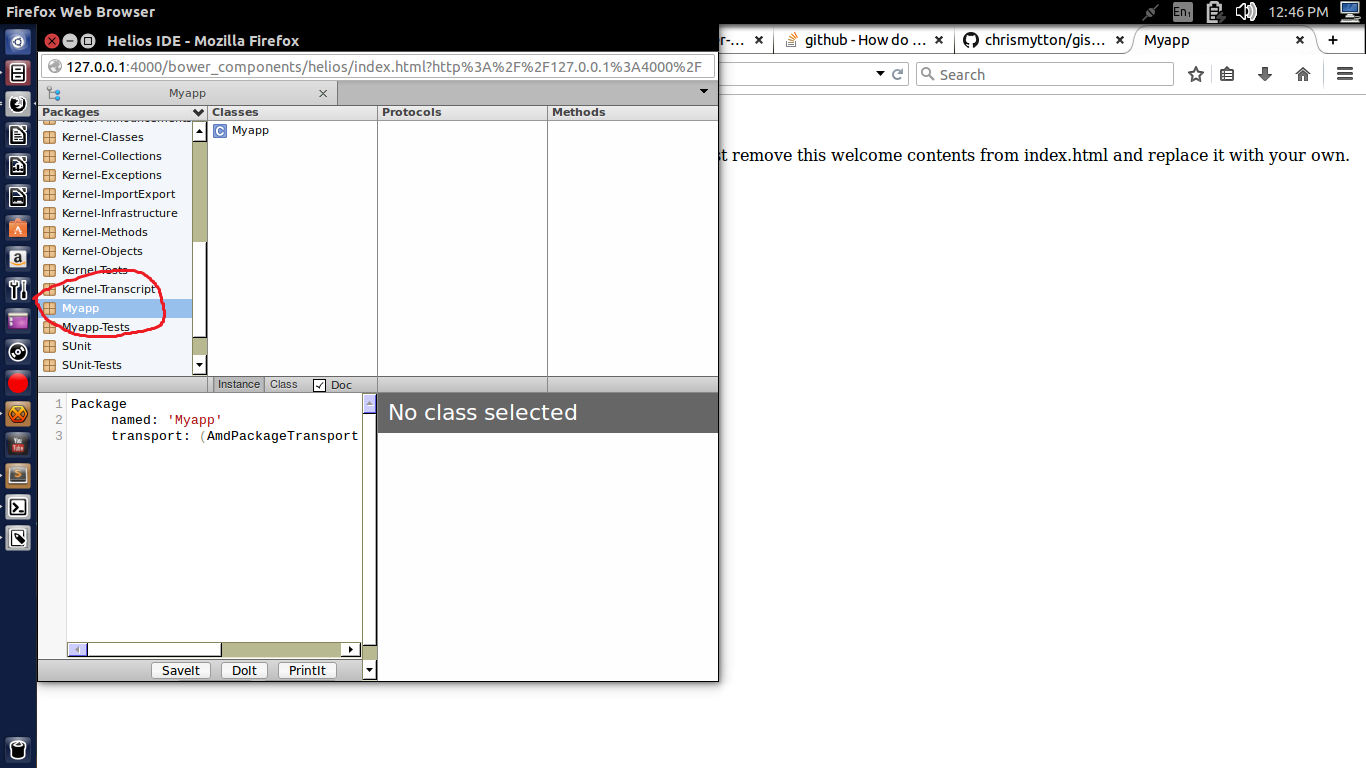 Firefox Web Browser
En1
12:46 PM
Helios IDE - Mozilla Firefox
github - How do ...
chrismytton/gis...
Myapp
127.0.0.1:4000/bower_components/helios/index.html?http%3A%2F%2F127.0.0.1%3A4000%2F
Search
Myapp
Packages
Classes
Protocols
Methods
Kernel-Announcements
Kernel-Classes
Kernel-Collections
Kernel-Exceptions
Kernel-ImportExport
Kernel-Infrastructure
Kernel-Methods
Kernel-Objects
Kernel-Tests
Kernel-Transcript
Myapp
Myapp-Tests
SUnit
SUnit-Tests
C Myapp
st remove this welcome contents from index.html and replace it with your own.
Instance
Class
Doc
1 Package
2 named: 'Myapp'
3 transport: (AmdPackageTransport
No class selected
SaveIt
DoIt
PrintIt